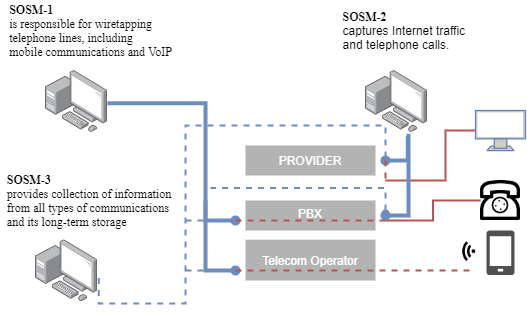 SOSM-1
is responsible for wiretapping
telephone lines, including
mobile communications and VoIP
SOSM-2
captures Internet traffic
and telephone calls.
PROVIDER
SOSM-3
provides collection of information
from all types of communications
and its long-term storage
PBX
Telecom Operator